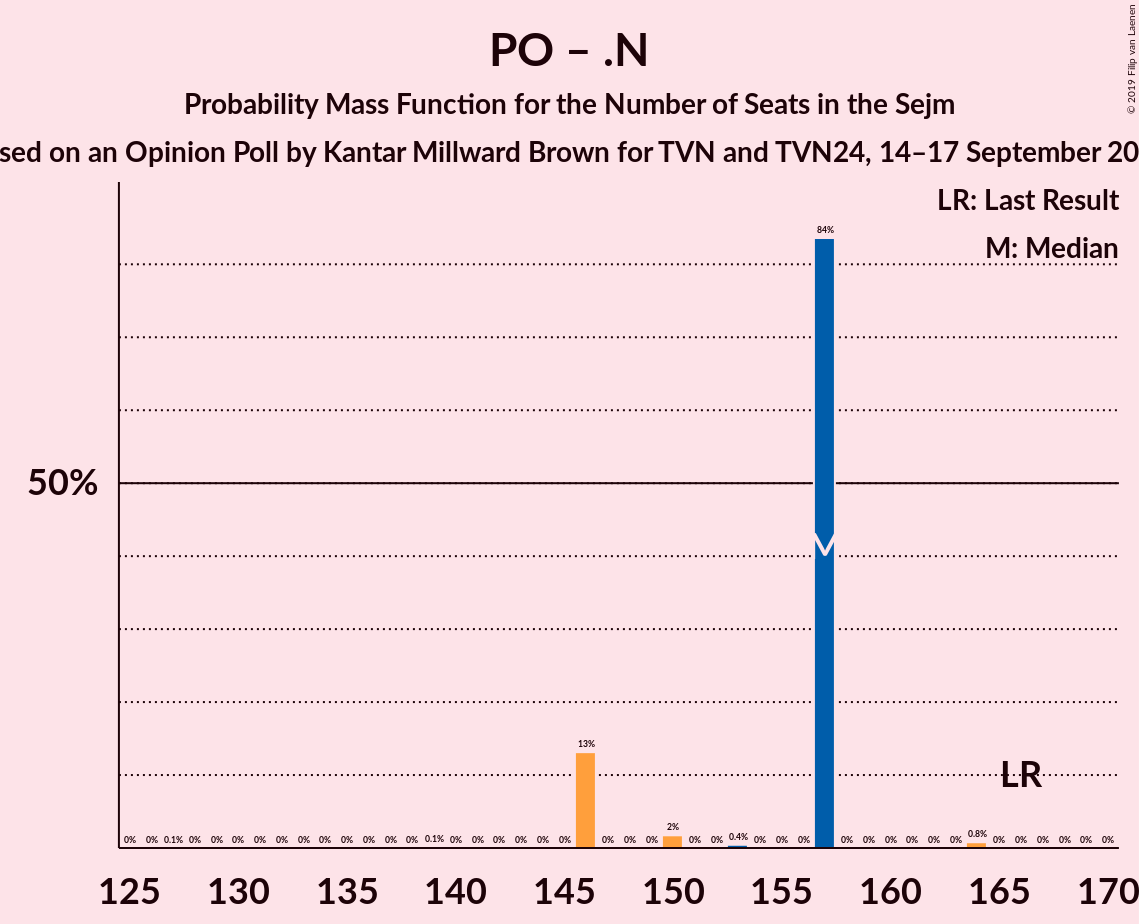 PO – .N
Probability Mass Function for the Number of Seats in the Sejm
sed on an Opinion Poll by Kantar Millward Brown for TVN and TVN24, 14–17 September 20
© 2019 Filip van Laenen
LR: Last Result
M: Median
84%
50%
13%
LR
0% 0% 0.1% 0% 0% 0% 0% 0% 0% 0% 0% 0% 0% 0% 0.1% 0% 0% 0% 0% 0% 0% 0% 0% 0% 2% 0% 0% 0.4% 0% 0% 0% 0% 0% 0% 0% 0% 0% 0.8% 0% 0% 0% 0% 0% 0%
125 130 135 140 145 150 155 160 165 170